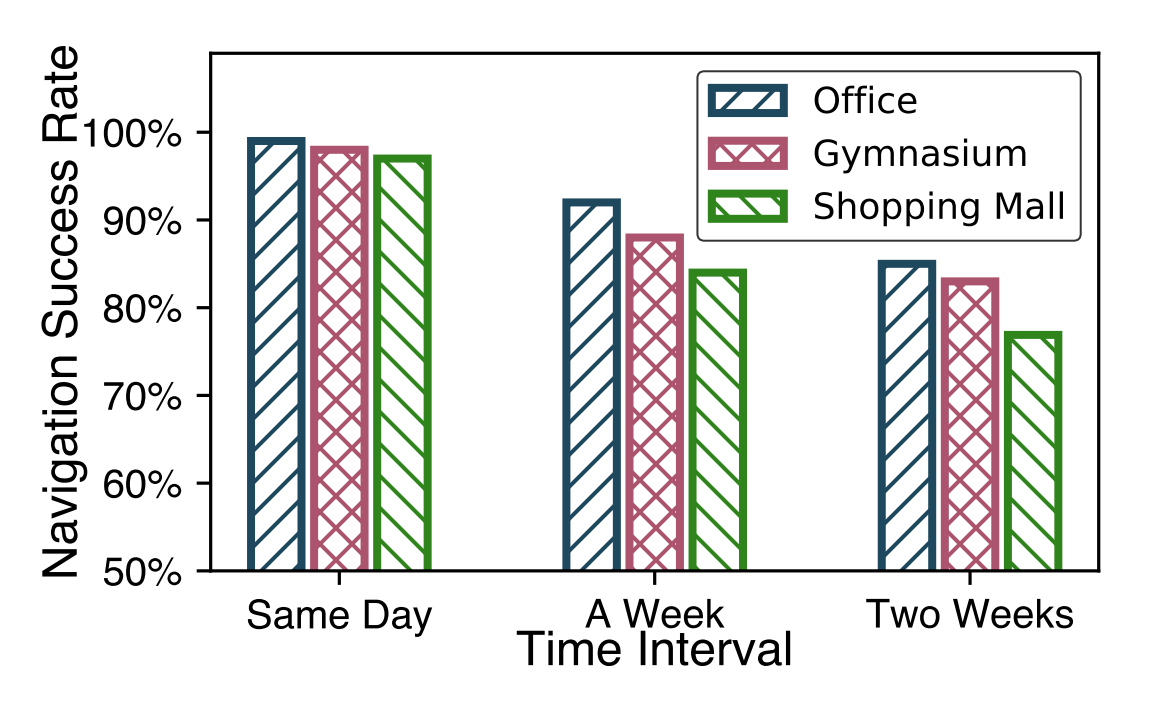 Navigation Success Rate
100%
90%
80%
70%
60%
50%
Office
Gymnasium
Shopping Mall
Same Day
A Week
Two Weeks
Time Interval